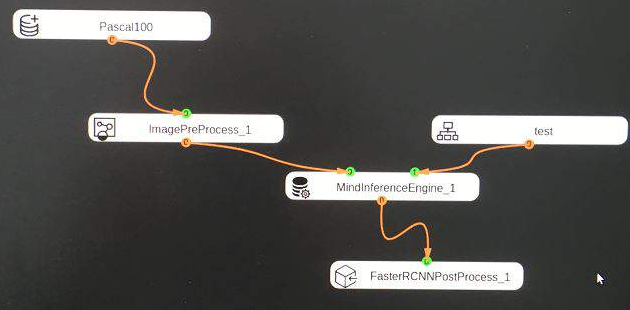 Pascal100
ImagePreProcess_1
test
MindInferenceEngine_1
FasterRCNNPostProcess_1